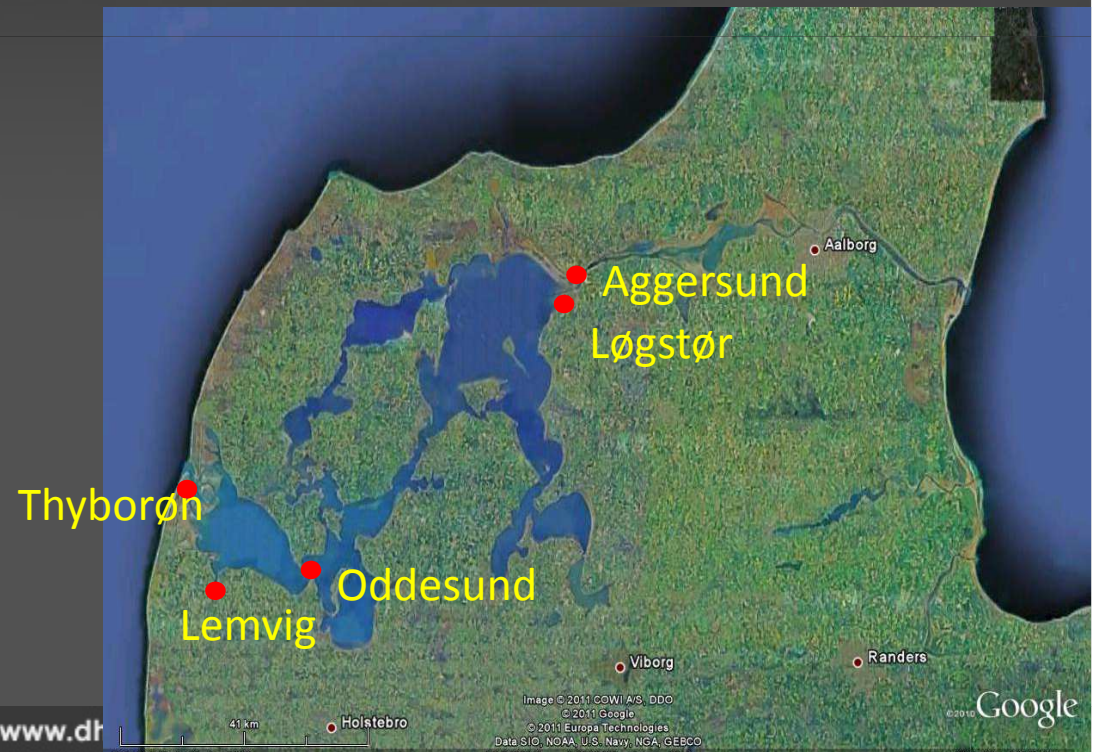 Aalborg
Aggersund
Løgstør
Thyborøn
Oddesund
Lemvig
Viborg
Randers
Image © 2011 COWI A/S, DDO
© 2011 Google
© 2011 Europa Technologies
Data SIO, NOAA, U.S. Navy, NGA, GEBCO
©2010 Google
41 km
Holstebro
www.dh